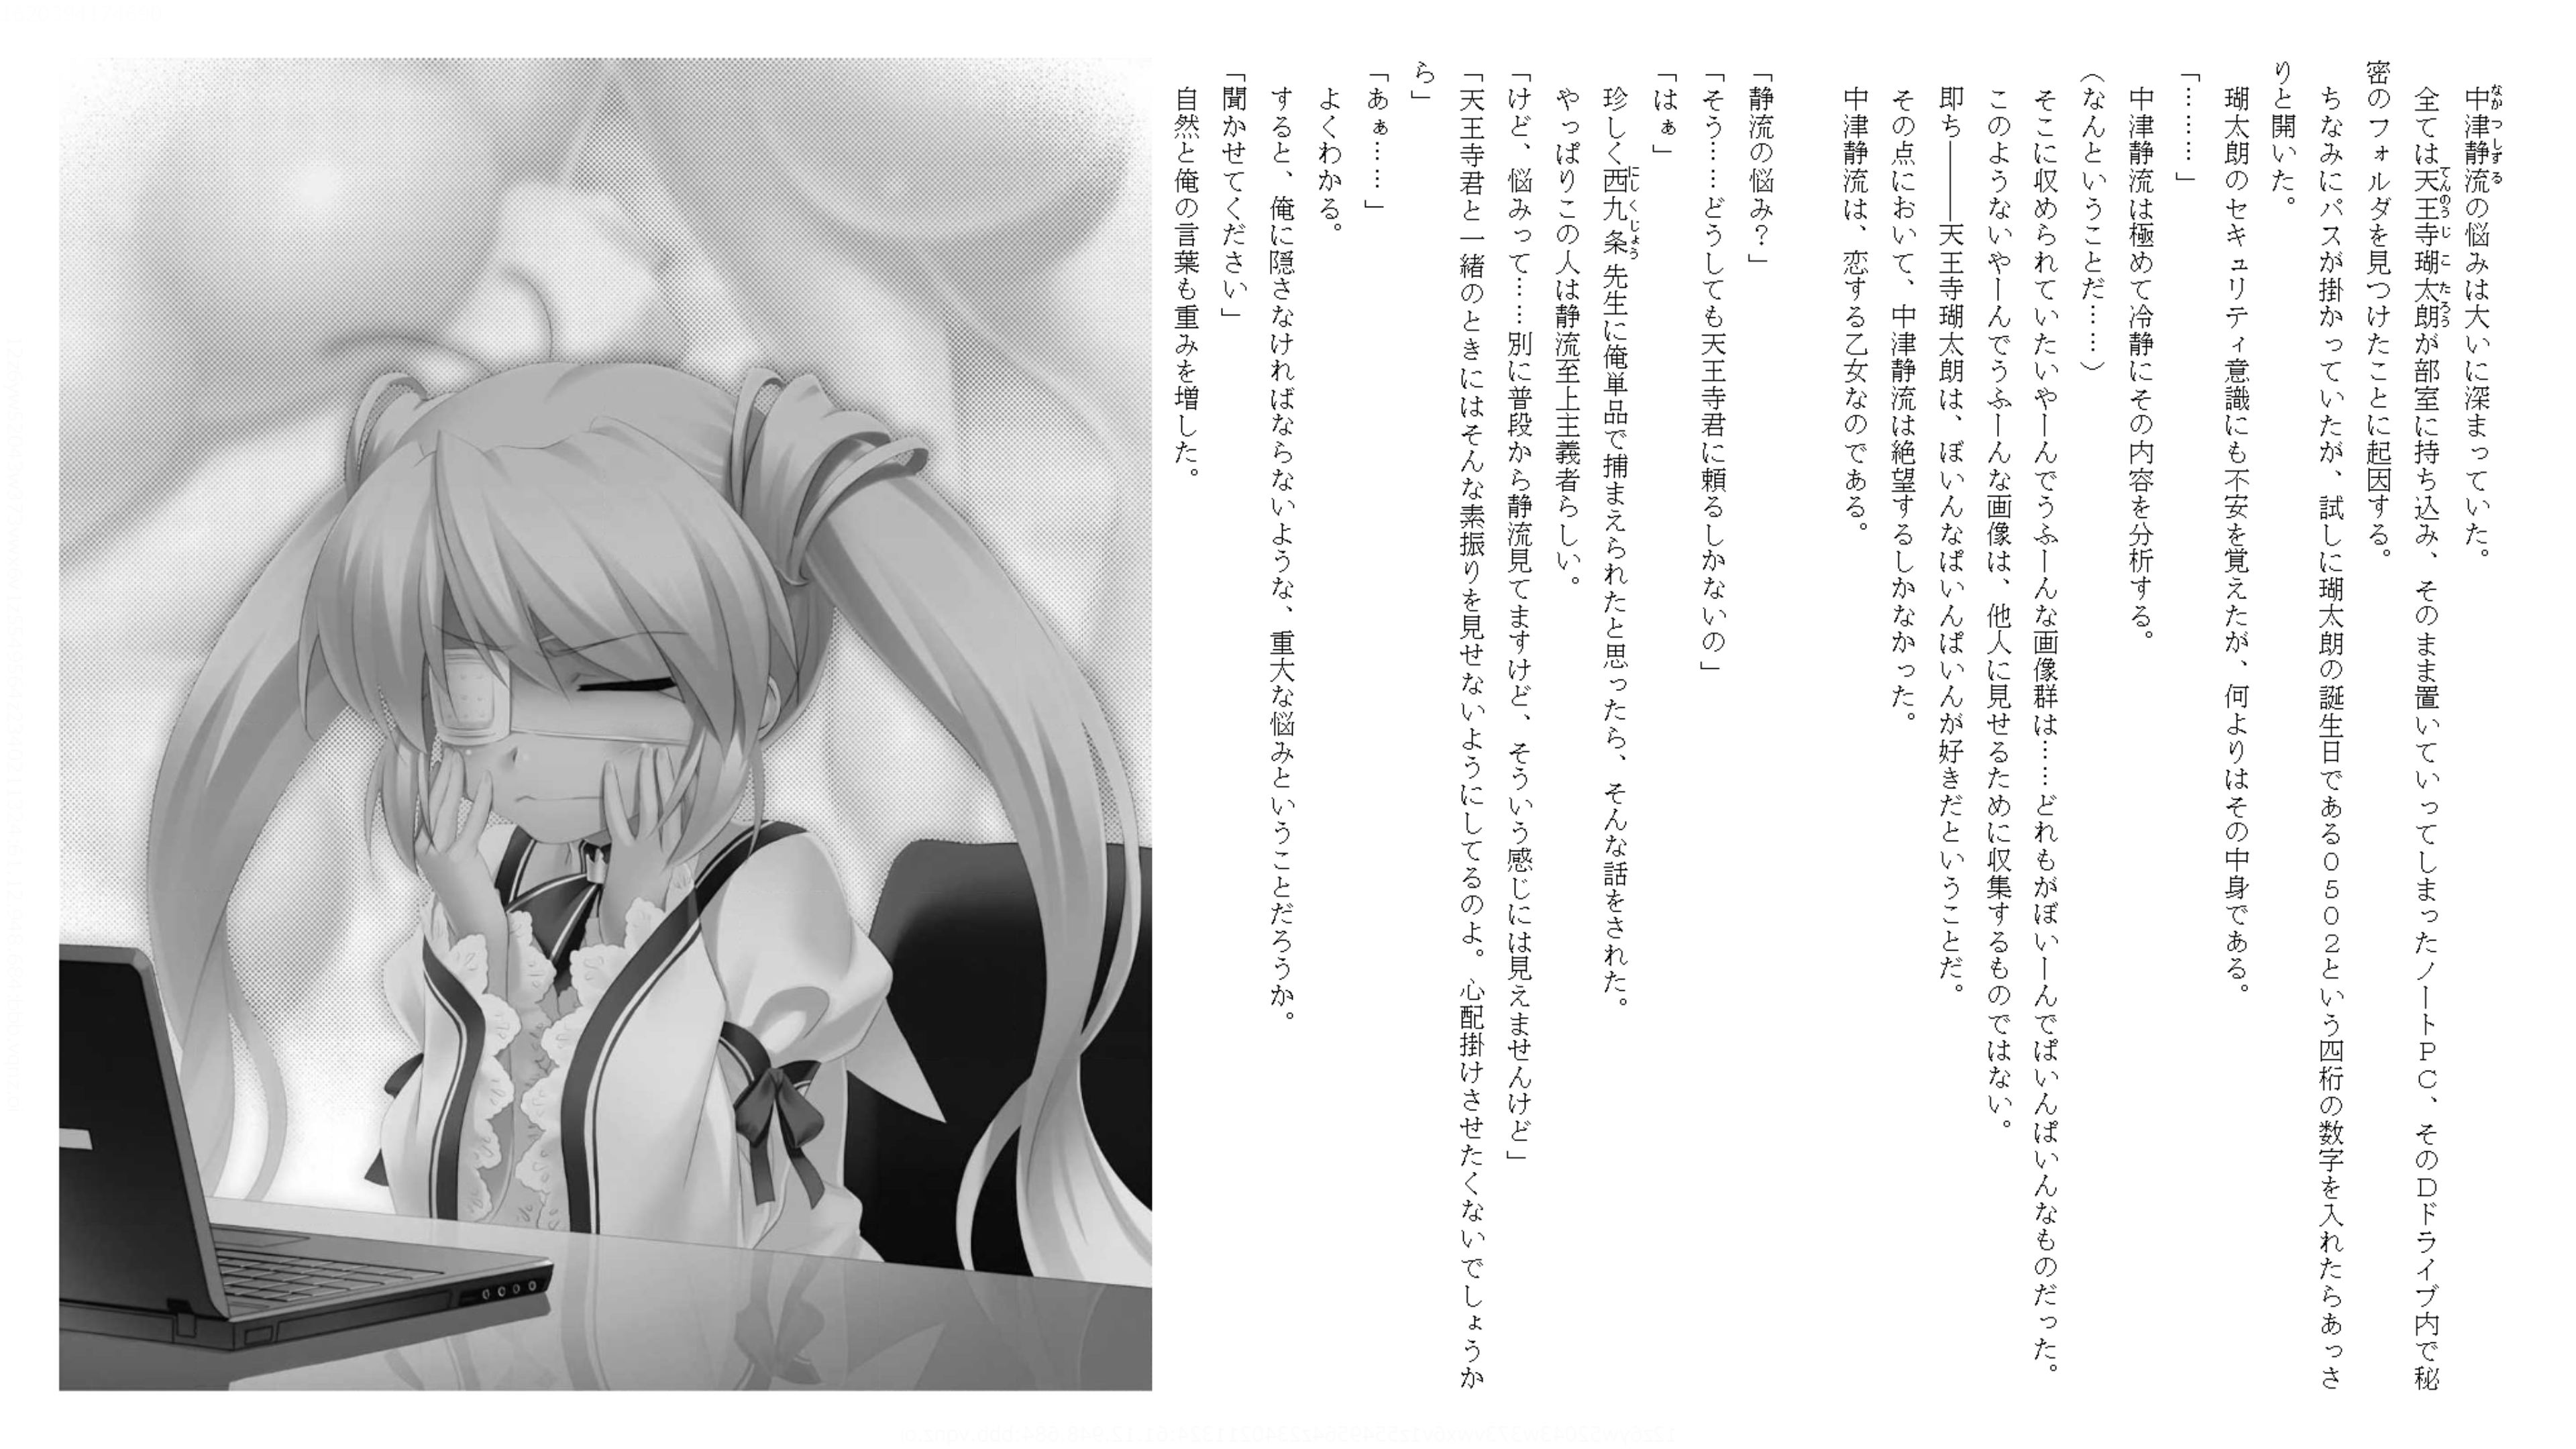 中津静流の悩みは大いに深まっていた。
全ては天王寺瑚太朗が部室に持ち込み、そのまま置いていってしまったノートＰＣ、そのＤドライブ内で秘
密のフォルダを見つけたことに起因する。
ちなみにパスが掛かっていたが、試しに瑚太朗の誕生日である０５０２という四桁の数字を入れたらあっさ
りと開いた。
瑚太朗のセキュリティ意識にも不安を覚えたが、何よりはその中身である。
「………」
中津静流は極めて冷静にその内容を分析する。
（なんということだ……）
そこに収められていたいやーんでうふーんな画像群は……どれもがぼいーんでぱいんぱいんなものだった。
このようないやーんでうふーんな画像は、他人に見せるために収集するものではない。
即ち――天王寺瑚太朗は、ぼいんなぱいんぱいんが好きだということだ。
その点において、中津静流は絶望するしかなかった。
中津静流は、恋する乙女なのである。
「静流の悩み？」
「そう……どうしても天王寺君に頼るしかないの」
「はぁ」
珍しく西九条先生に俺単品で捕まえられたと思ったら、そんな話をされた。
やっぱりこの人は静流至上主義者らしい。
「けど、悩みって……別に普段から静流見てますけど、そういう感じには見えませんけど」
「天王寺君と一緒のときにはそんな素振りを見せないようにしてるのよ。心配掛けさせたくないでしょうか
ら」
「あぁ……」
よくわかる。
すると、俺に隠さなければならないような、重大な悩みということだろうか。
「聞かせてください」
自然と俺の言葉も重みを増した。